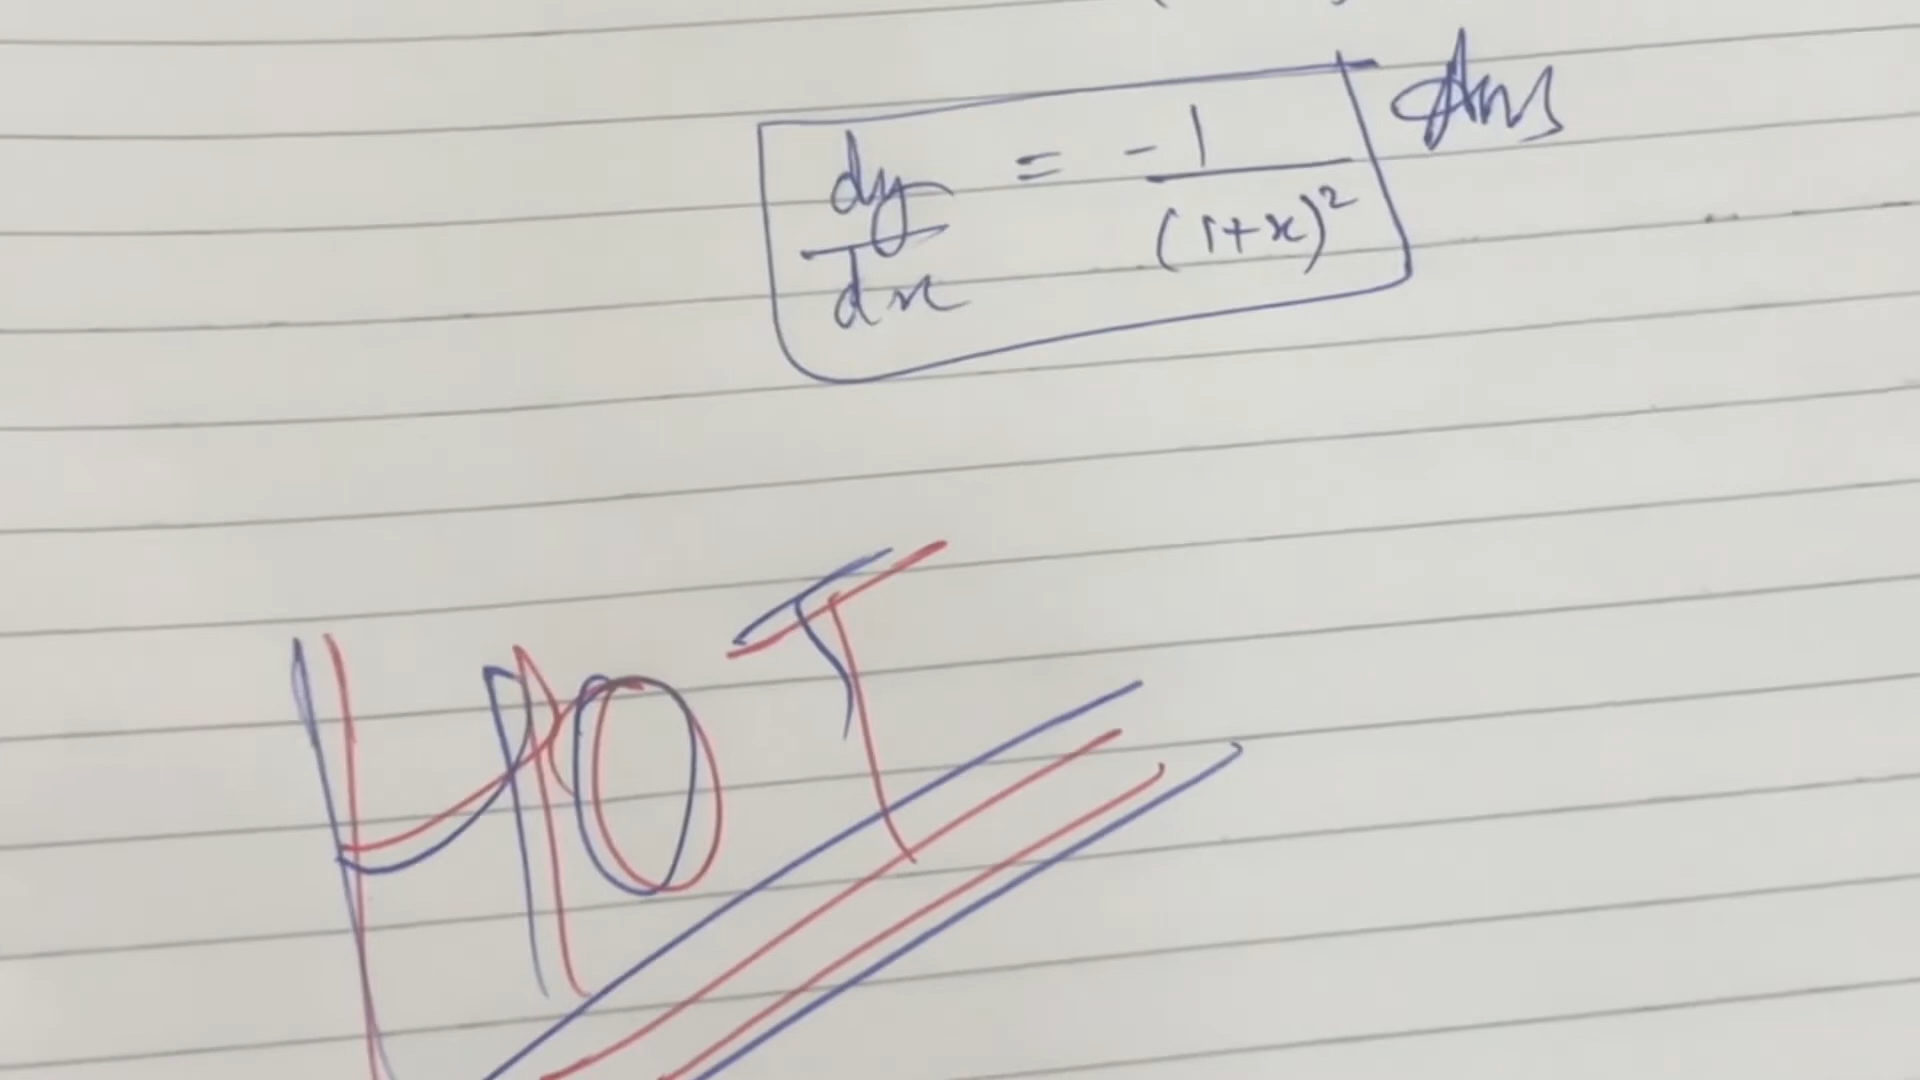 dy/dx = -1/(1+x)² Ans
HOT